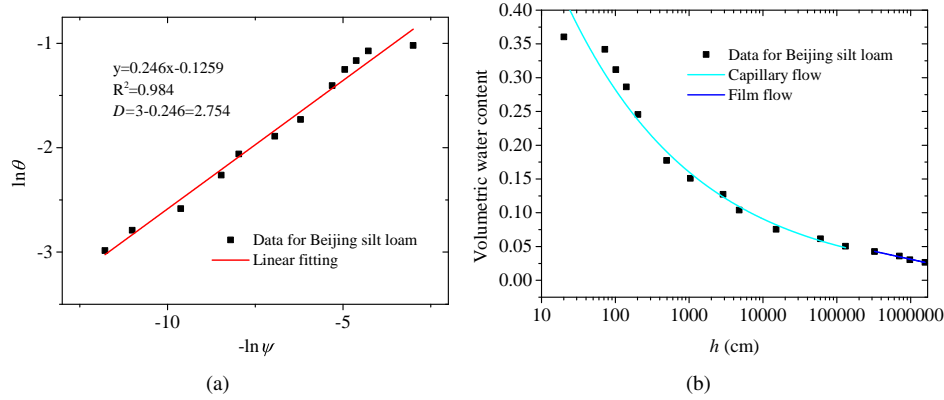 -1
-2
-3
lnθ
y=0.246x-0.1259
R²=0.984
D=3-0.246=2.754
Data for Beijing silt loam
Linear fitting
-10
-5
-lnψ
(a)
0.40
0.35
0.30
0.25
0.20
0.15
0.10
0.05
0.00
Volumetric water content
Data for Beijing silt loam
Capillary flow
Film flow
10
100
1000
10000
100000
1000000
h (cm)
(b)